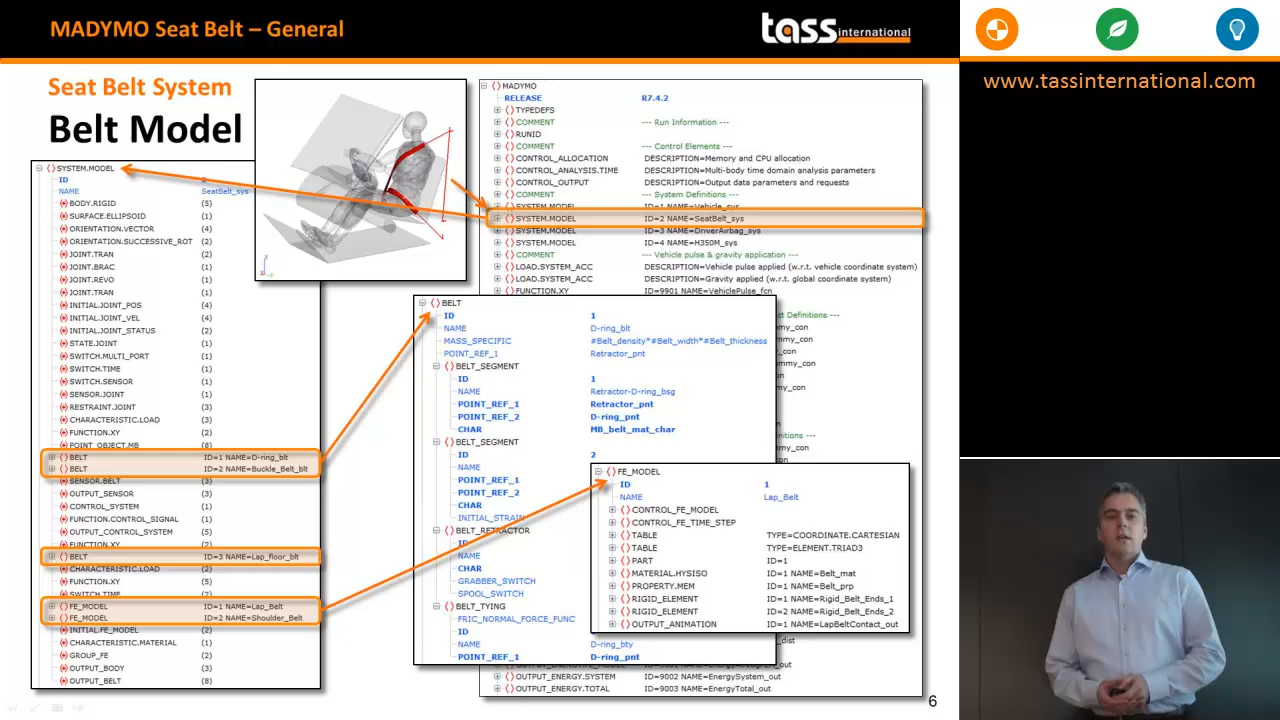 MADYMO Seat Belt – General
tass international
www.tassinternational.com
Seat Belt System
Belt Model
SYSTEM.MODEL
ID
NAME SeatBelt_sys
BODY.RIGID (5)
SURFACE.ELLIPSOID (1)
ORIENTATION.VECTOR (4)
ORIENTATION.SUCCESSIVE_ROT (2)
JOINT.TRAN (2)
JOINT.BRAC (1)
JOINT.REVO (1)
JOINT.TRAN (1)
INITIAL.JOINT_POS (4)
INITIAL.JOINT_VEL (4)
INITIAL.JOINT_STATUS (2)
STATE.JOINT (1)
SWITCH.MULTI_PORT (1)
SWITCH.TIME (1)
SWITCH.SENSOR (1)
SENSOR.JOINT (1)
RESTRAINT.JOINT (3)
CHARACTERISTIC.LOAD (2)
FUNCTION.XY (2)
POINT_OBJECT.MB (8)
BELT ID=1 NAME=D-ring_blt
BELT ID=2 NAME=Buckle_Belt_blt
SENSOR.BELT (3)
OUTPUT_SENSOR (3)
CONTROL_SYSTEM (1)
FUNCTION.CONTROL_SIGNAL (1)
OUTPUT_CONTROL_SYSTEM (5)
FUNCTION.XY (2)
BELT ID=3 NAME=Lap_floor_blt
CHARACTERISTIC.LOAD (2)
FUNCTION.XY (5)
SWITCH.TIME (1)
FE_MODEL ID=1 NAME=Lap_Belt
FE_MODEL ID=2 NAME=Shoulder_Belt
INITIAL.FE_MODEL (2)
CHARACTERISTIC.MATERIAL (1)
GROUP_FE (2)
OUTPUT_BODY (3)
OUTPUT_BELT (8)
MADYMO
RELEASE R7.4.2
TYPEDEFS
COMMENT --- Run Information ---
RUNID
COMMENT --- Control Elements ---
CONTROL_ALLOCATION DESCRIPTION=Memory and CPU allocation
CONTROL_ANALYSIS.TIME DESCRIPTION=Multi-body time domain analysis parameters
CONTROL_OUTPUT DESCRIPTION=Output data parameters and requests
COMMENT --- System Definitions ---
SYSTEM.MODEL ID=1 NAME=Vehicle_sys
SYSTEM.MODEL ID=2 NAME=SeatBelt_sys
SYSTEM.MODEL ID=3 NAME=DriverAirbag_sys
SYSTEM.MODEL ID=4 NAME=H350M_sys
COMMENT --- Vehicle pulse & gravity application ---
LOAD.SYSTEM_ACC DESCRIPTION=Vehicle pulse applied (w.r.t. vehicle coordinate system)
LOAD.SYSTEM_ACC DESCRIPTION=Gravity applied (w.r.t. global coordinate system)
FUNCTION.XY ID=9901 NAME=VehiclePulse_fcn
BELT
ID 1
NAME D-ring_blt
MASS_SPECIFIC #Belt_density*#Belt_width*#Belt_thickness
POINT_REF_1 Retractor_pnt
BELT_SEGMENT
ID 1
NAME Retractor-D-ring_bsg
POINT_REF_1 Retractor_pnt
POINT_REF_2 D-ring_pnt
CHAR MB_belt_mat_char
BELT_SEGMENT
ID 2
NAME
POINT_REF_1
POINT_REF_2
CHAR
INITIAL_STRAIN
BELT_RETRACTOR
ID
NAME
CHAR
GRABBER_SWITCH
SPOOL_SWITCH
BELT_TYING
FRIC_NORMAL_FORCE_FUNC
ID
NAME D-ring_bty
POINT_REF_1 D-ring_pnt
FE_MODEL
ID 1
NAME Lap_Belt
CONTROL_FE_MODEL
CONTROL_FE_TIME_STEP
TABLE TYPE=COORDINATE.CARTESIAN
TABLE TYPE=ELEMENT.TRIAD3
PART ID=1
MATERIAL.HYSISO ID=1 NAME=Belt_mat
PROPERTY.MEM ID=1 NAME=Belt_prp
RIGID_ELEMENT ID=1 NAME=Rigid_Belt_Ends_1
RIGID_ELEMENT ID=2 NAME=Rigid_Belt_Ends_2
OUTPUT_ANIMATION ID=1 NAME=LapBeltContact_out
OUTPUT_ENERGY.SYSTEM ID=9002 NAME=EnergySystem_out
OUTPUT_ENERGY.TOTAL ID=9003 NAME=EnergyTotal_out
6